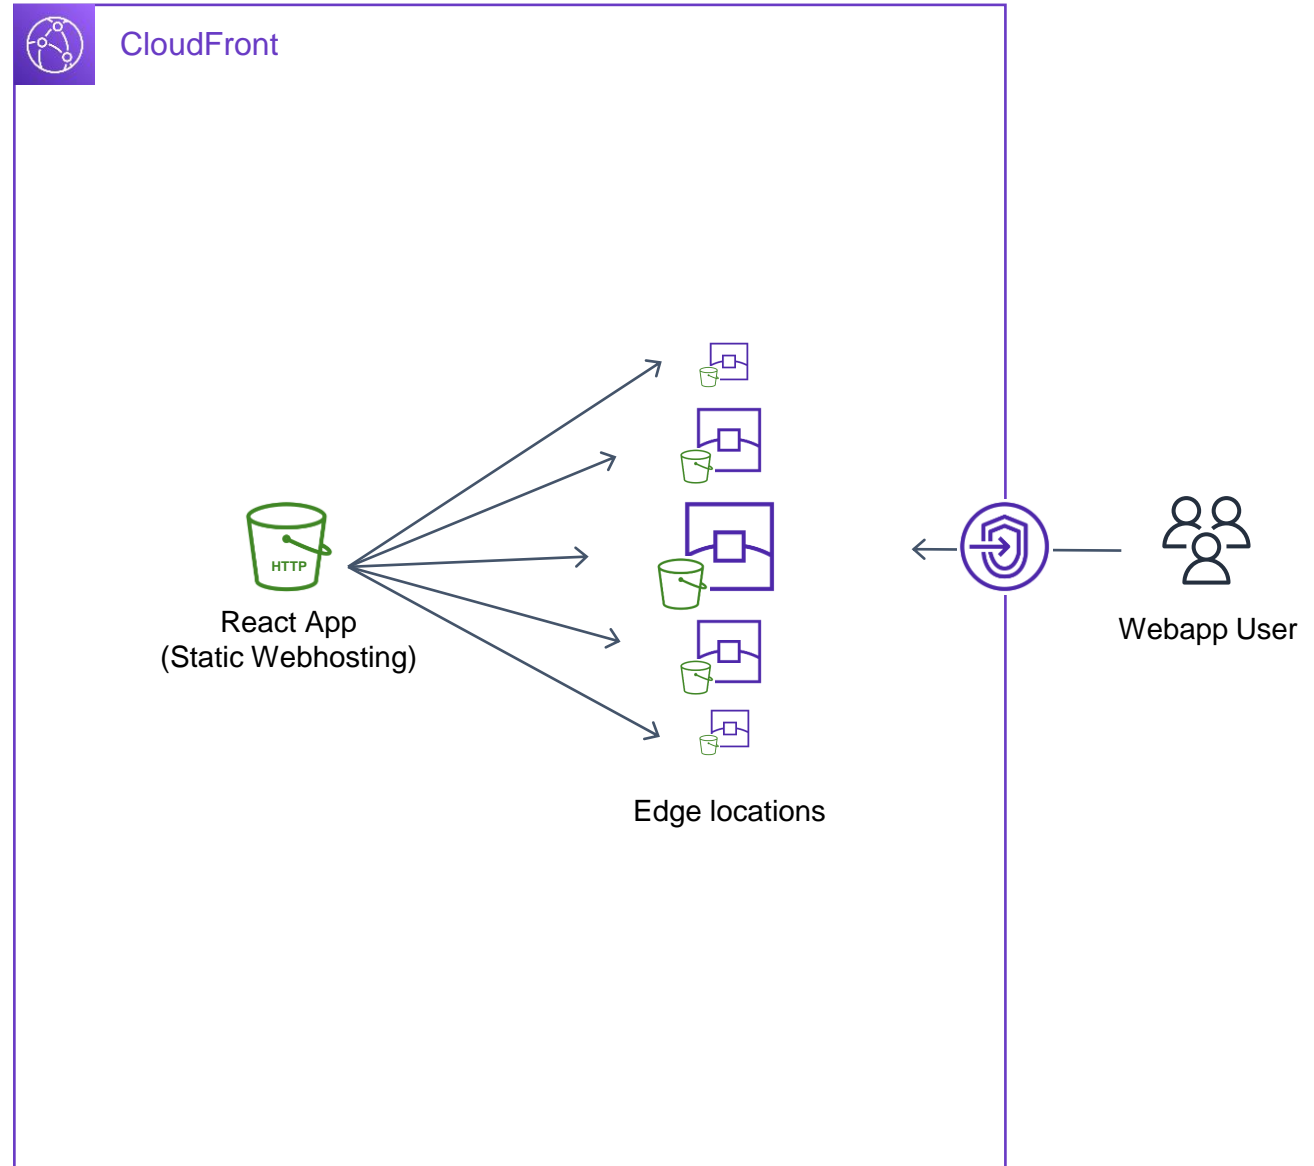 CloudFront
HTTP
React App
(Static Webhosting)
Webapp User
Edge locations